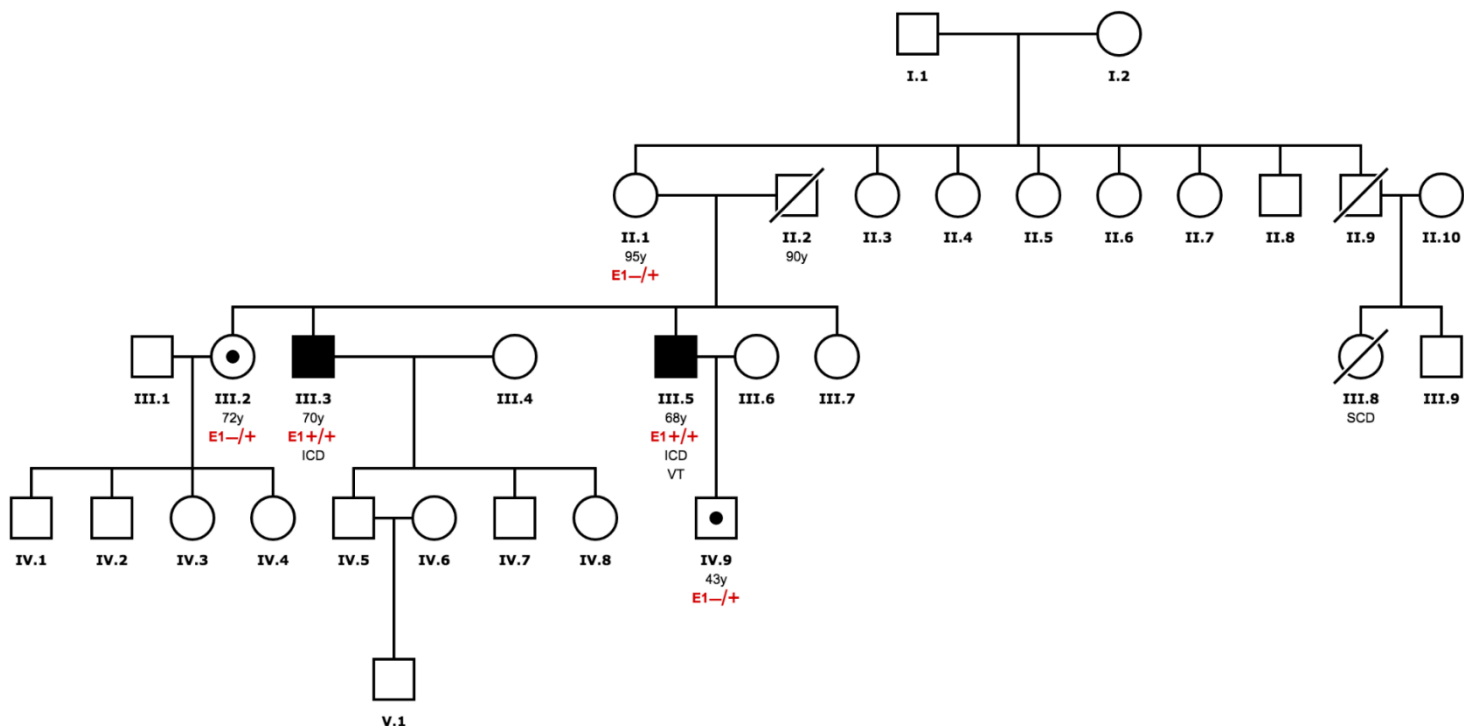 I.1
I.2
II.1
95y
E1—/+
II.2
90y
II.3
II.4
II.5
II.6
II.7
II.8
II.9
II.10
III.1
III.2
72y
E1—/+
III.3
70y
E1+/+
ICD
III.4
III.5
68y
E1+/+
ICD
VT
III.6
III.7
III.8
SCD
III.9
IV.1
IV.2
IV.3
IV.4
IV.5
IV.6
IV.7
IV.8
IV.9
43y
E1—/+
V.1